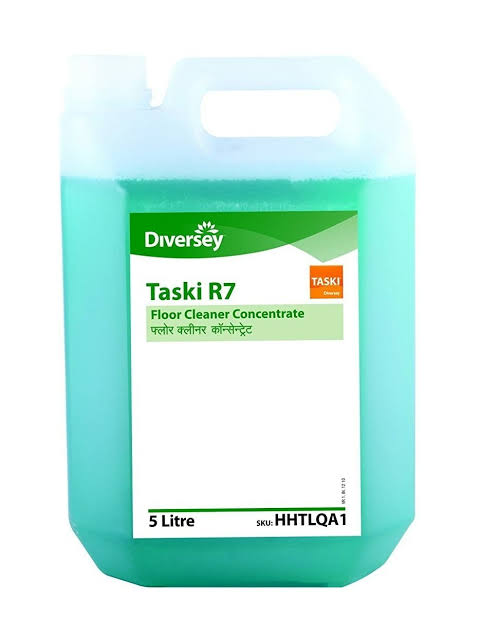 Diversey
TASKI
Diversey
Taski R7
Floor Cleaner Concentrate
फ्लोर क्लीनर कॉन्सेन्ट्रेट
5 Litre
SKU: HHTLQA1